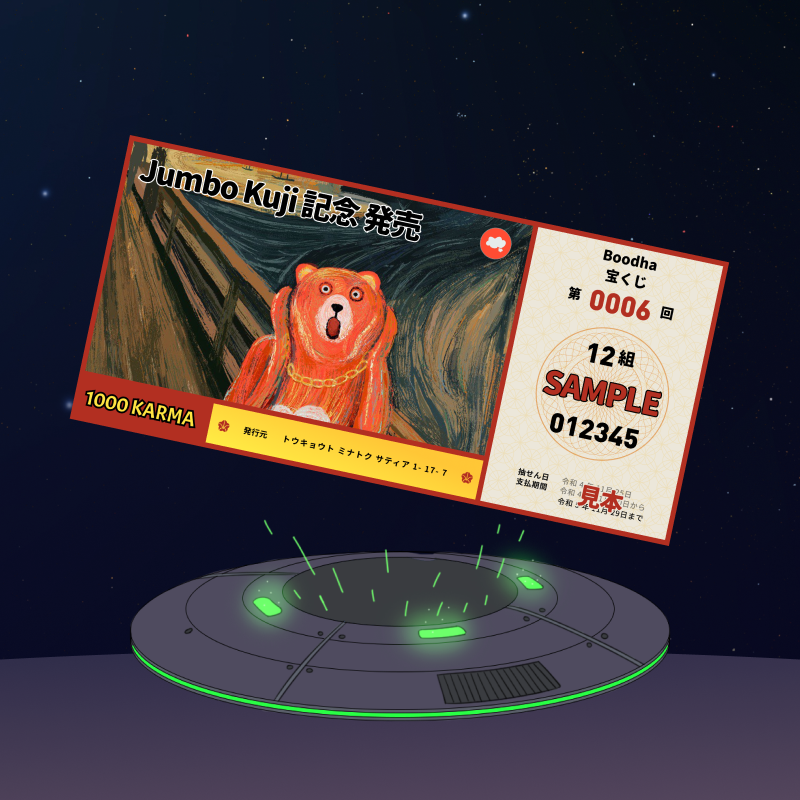 Jumbo Kuji 記念 発売
1000 KARMA
発行元 トウキョウト ミナトク サティア 1- 17- 7
Boodha
宝くじ
第 0006 回
12組
SAMPLE
012345
抽せん日
支払期間
見本